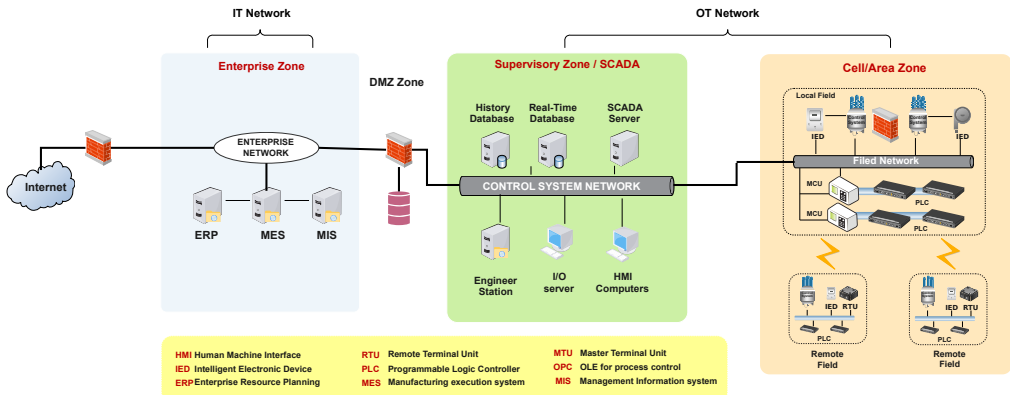 IT Network
OT Network
Enterprise Zone
DMZ Zone
Supervisory Zone / SCADA
Cell/Area Zone
Internet
ENTERPRISE
NETWORK
ERP
MES
MIS
History
Database
Real-Time
Database
SCADA
Server
CONTROL SYSTEM NETWORK
Engineer
Station
I/O
server
HMI
Computers
Local Field
IED
Control
System
Control
System
IED
Filed Network
MCU
PLC
MCU
PLC
IED
RTU
PLC
Remote
Field
IED
RTU
PLC
Remote
Field
HMI Human Machine Interface
IED Intelligent Electronic Device
ERP Enterprise Resource Planning
RTU Remote Terminal Unit
PLC Programmable Logic Controller
MES Manufacturing execution system
MTU Master Terminal Unit
OPC OLE for process control
MIS Management Information system